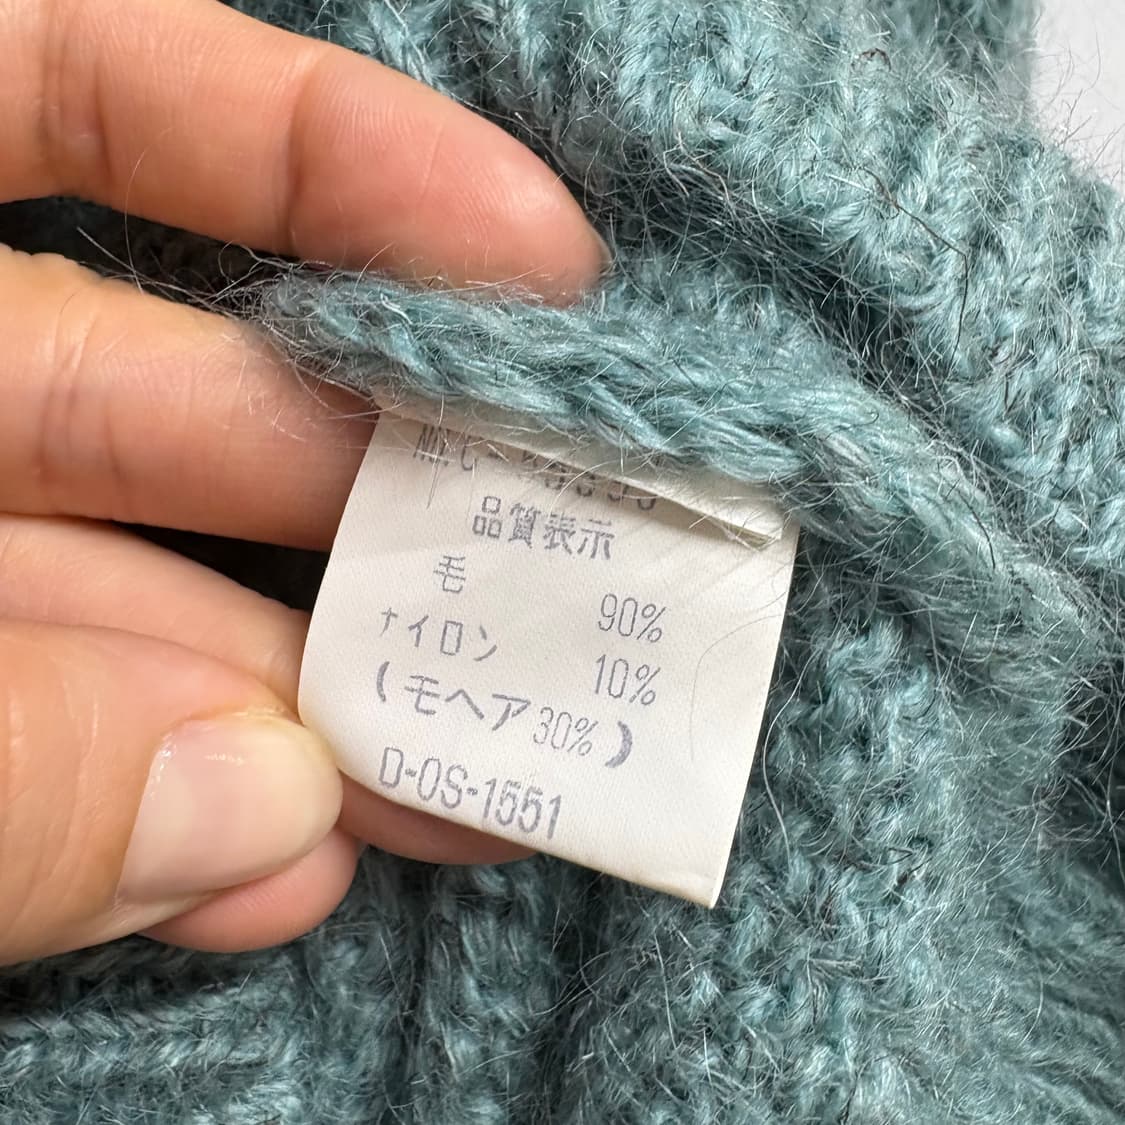 品質表示
毛 90%
ナイロン 10%
(モヘア30%)
D-OS-1551